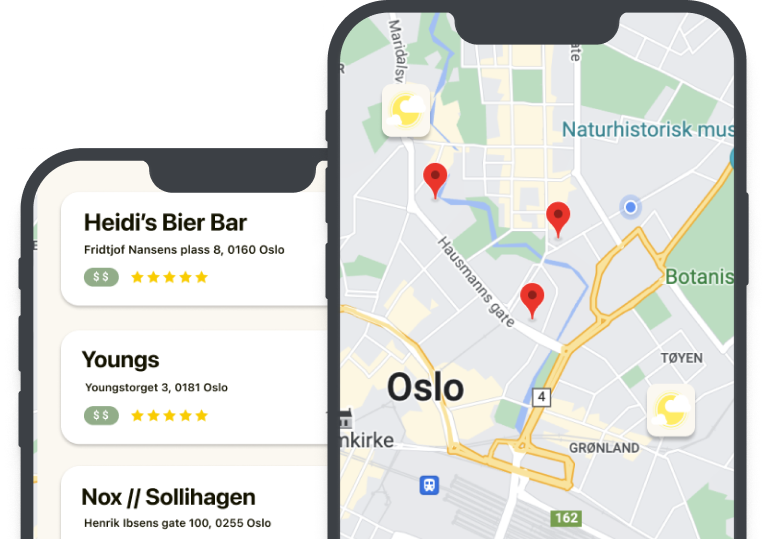 Heidi's Bier Bar
Fridtjof Nansens plass 8, 0160 Oslo
$ $
Youngs
Youngstorget 3, 0181 Oslo
$ $
Nox // Sollihagen
Henrik Ibsens gate 100, 0255 Oslo
Maridalsv
ate
Naturhistorisk mus
Hausmanns gate
Botanis
TØYEN
Oslo
4
nkirke
GRØNLAND
162